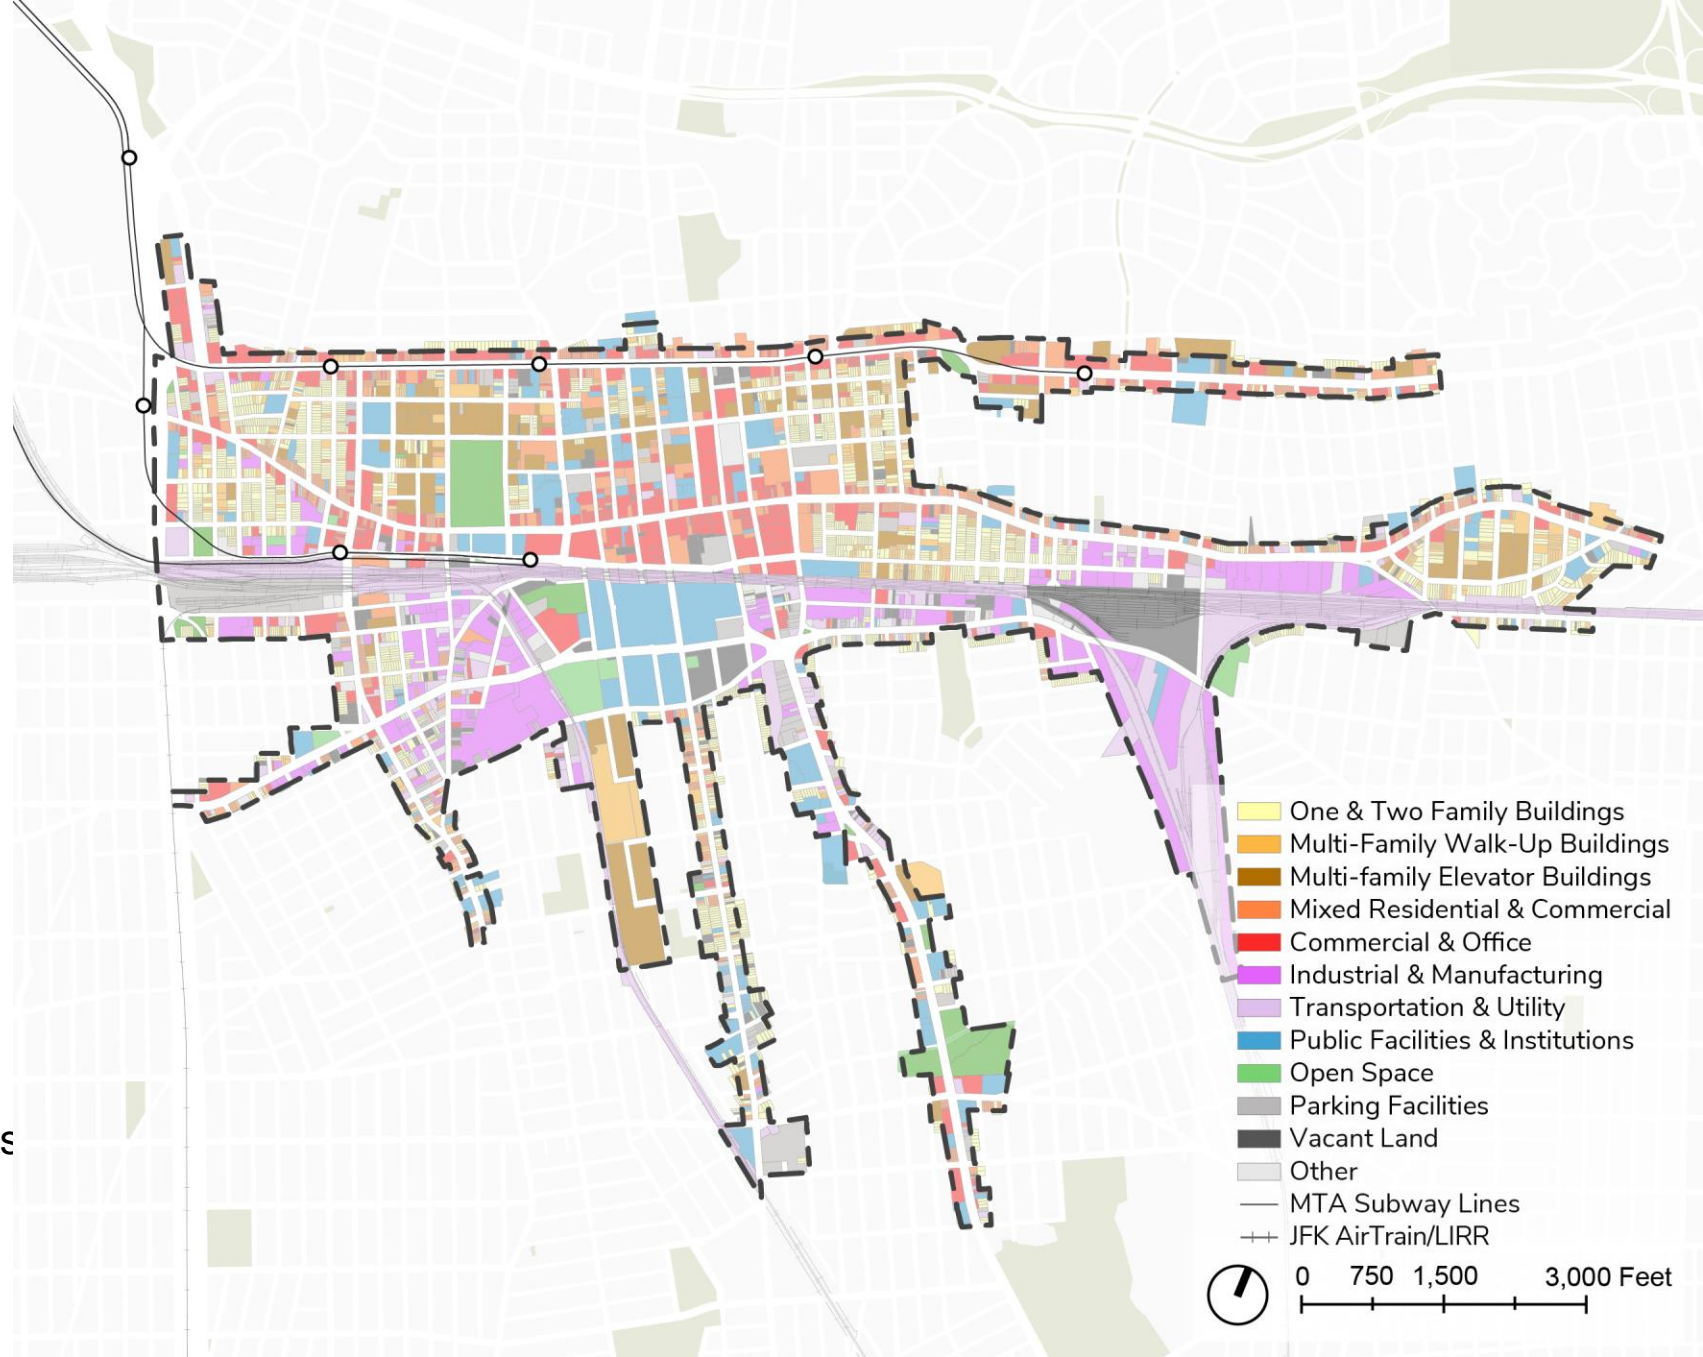 One & Two Family Buildings
Multi-Family Walk-Up Buildings
Multi-family Elevator Buildings
Mixed Residential & Commercial
Commercial & Office
Industrial & Manufacturing
Transportation & Utility
Public Facilities & Institutions
s
Open Space
Parking Facilities
Vacant Land
Other
MTA Subway Lines
JFK AirTrain/LIRR
0 750 1,500 3,000 Feet